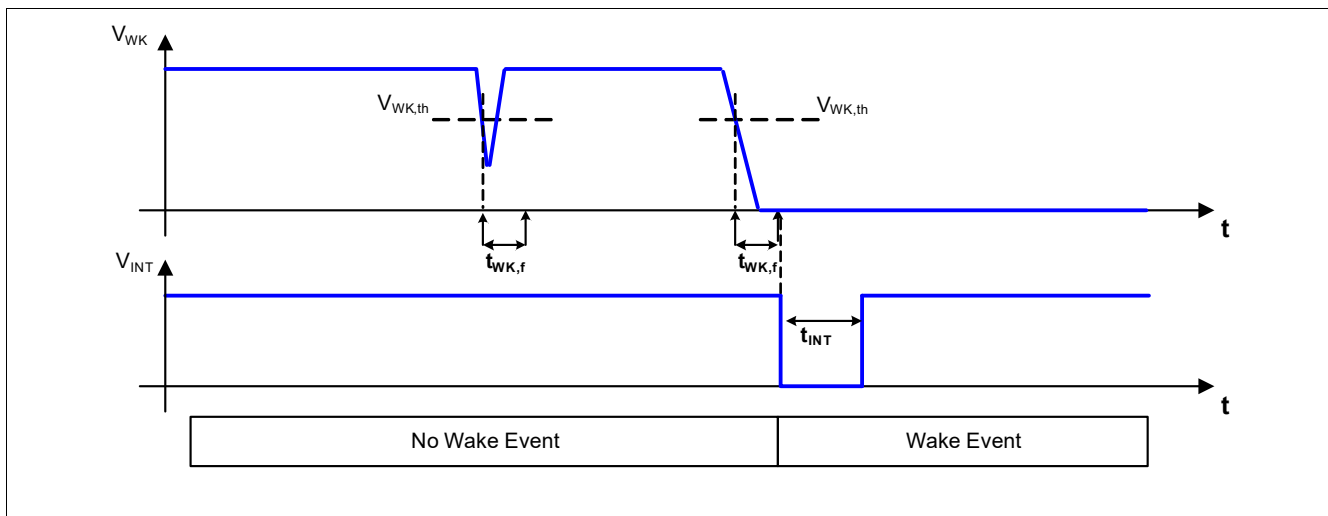 VWK
VWK,th
VWK,th
t
tWK,f
tWK,f
VINT
tINT
t
No Wake Event
Wake Event